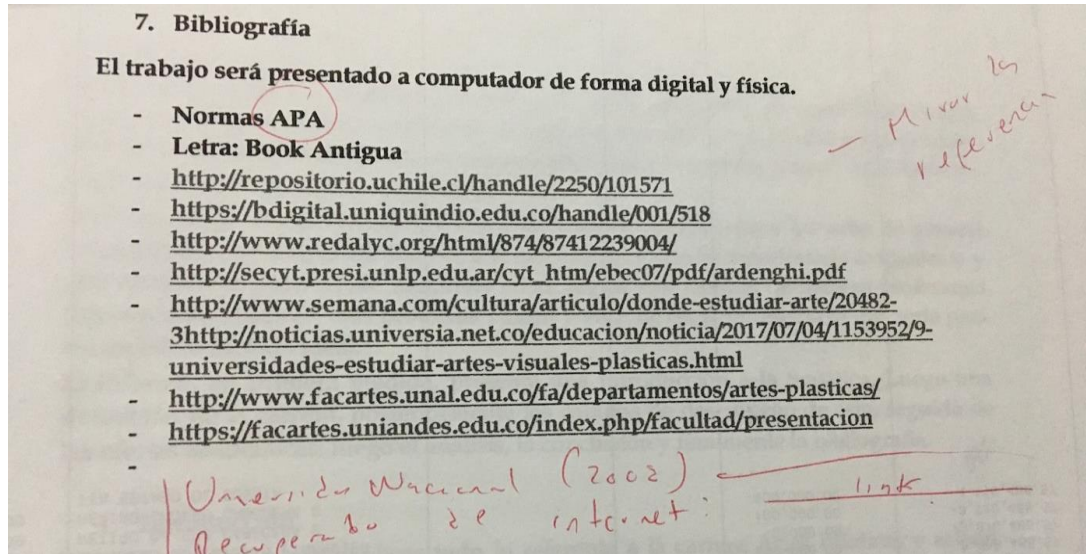 7. Bibliografía
El trabajo será presentado a computador de forma digital y física.
- Normas APA
- Letra: Book Antigua
- http://repositorio.uchile.cl/handle/2250/101571
- https://bdigital.uniquindio.edu.co/handle/001/518
- http://www.redalyc.org/html/874/87412239004/
- http://secyt.presi.unlp.edu.ar/cyt_htm/ebec07/pdf/ardenghi.pdf
- http://www.semana.com/cultura/articulo/donde-estudiar-arte/20482-
3http://noticias.universia.net.co/educacion/noticia/2017/07/04/1153952/9-
universidades-estudiar-artes-visuales-plasticas.html
- http://www.facartes.unal.edu.co/fa/departamentos/artes-plasticas/
- https://facartes.uniandes.edu.co/index.php/facultad/presentacion
-
- Mirar la
referencia
Nacional (2002) link
Recuperado de internet: